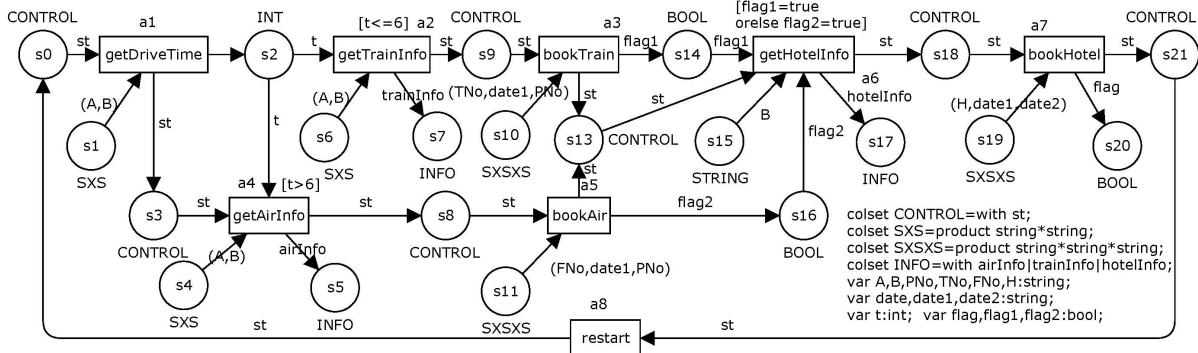 a1
[flag1=true
CONTROL
INT
[t<=6] a2
CONTROL
a3
BOOL
orelse flag2=true]
CONTROL
a7
CONTROL
s0
st
getDriveTime
s2
t
getTrainInfo
st
s9
st
bookTrain
flag1
s14
flag1
getHotelInfo
st
s18
st
bookHotel
st
s21
a6
(A,B)
st
t
(A,B)
trainInfo
(TNo,date1,PNo)
st
st
B
hotelInfo
(H,date1,date2)
flag
s1
s6
s7
s10
s13
CONTROL
s15
flag2
s17
s19
s20
SXS
SXS
INFO
SXSXS
st
STRING
INFO
SXSXS
BOOL
a4
[t>6]
a5
s3
st
getAirInfo
st
s8
st
bookAir
flag2
s16
CONTROL
(A,B)
airInfo
CONTROL
(FNo,date1,PNo)
BOOL
s4
s5
s11
SXS
INFO
SXSXS
colset CONTROL=with st;
colset SXS=product string*string;
colset SXSXS=product string*string*string;
colset INFO=with airInfo|trainInfo|hotelInfo;
var A,B,PNo,TNo,FNo,H:string;
var date,date1,date2:string;
var t:int; var flag,flag1,flag2:bool;
a8
st
restart
st